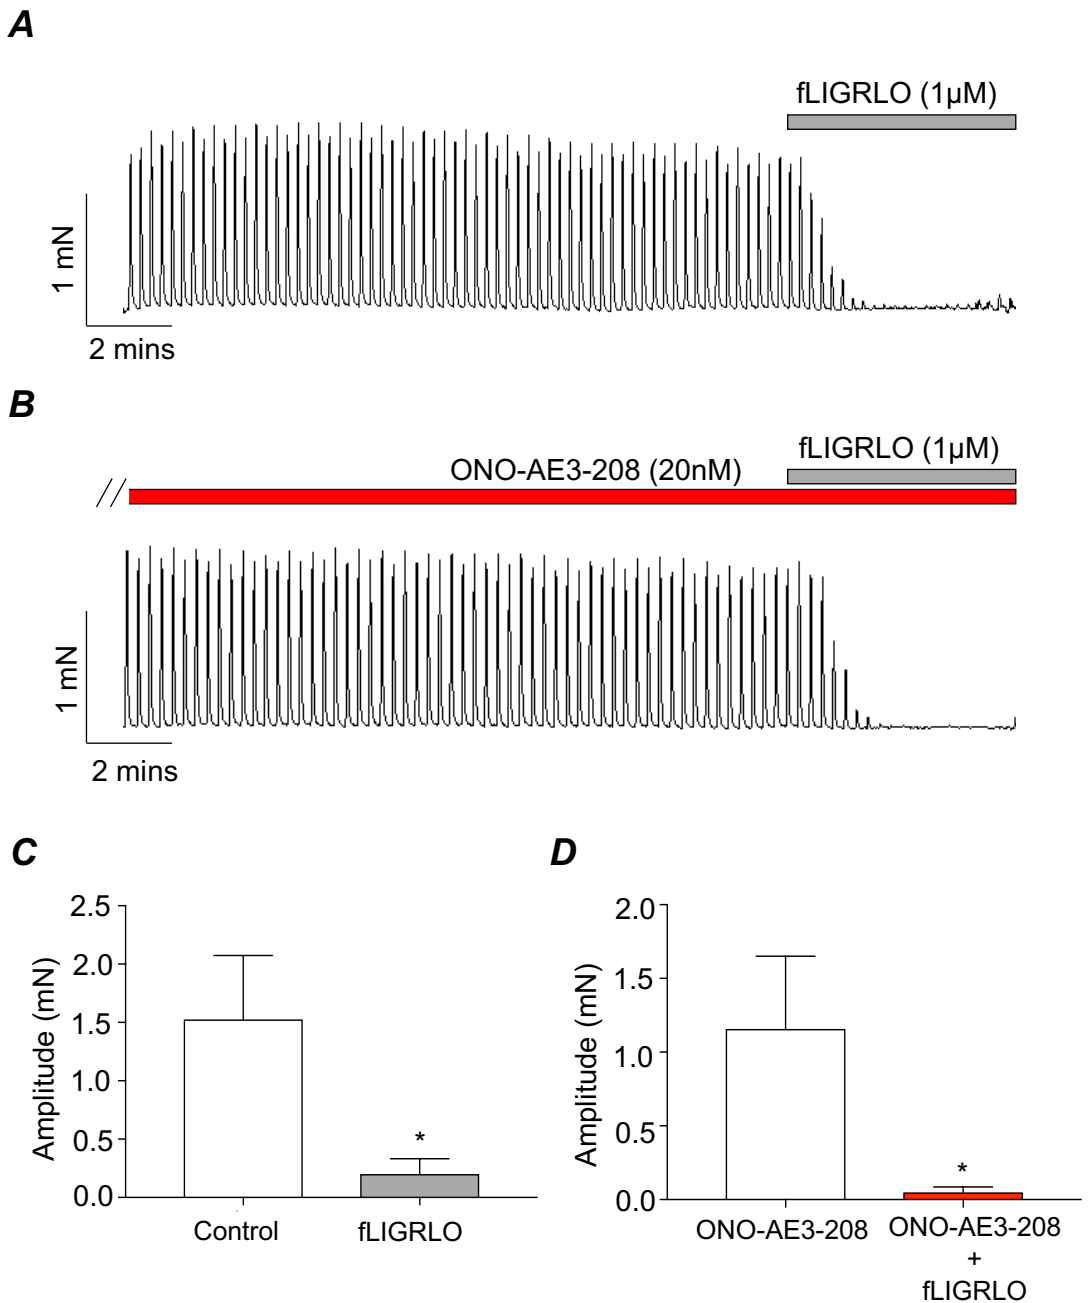 A
fLIGRLO (1µM)
1 mN
2 mins
B
fLIGRLO (1µM)
ONO-AE3-208 (20nM)
1 mN
2 mins
C
D
2.5
2.0
1.5
1.0
0.5
0.0
Amplitude (mN)
*
Control
fLIGRLO
2.0
1.5
1.0
0.5
0.0
Amplitude (mN)
*
ONO-AE3-208
ONO-AE3-208
+
fLIGRLO